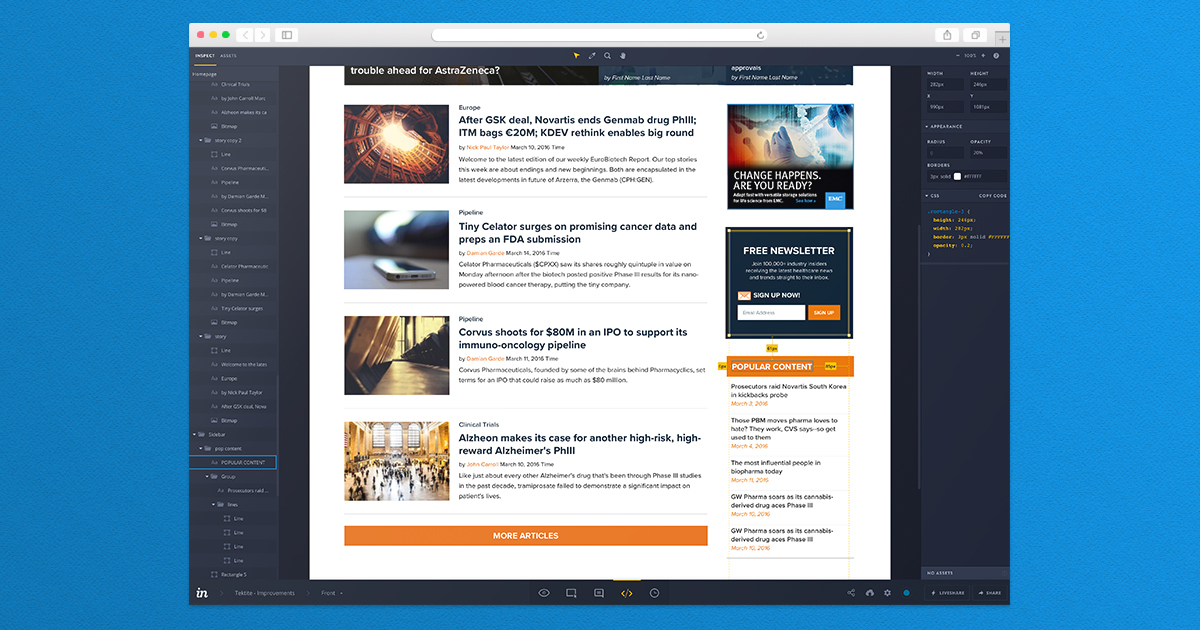 INSPECT ASSETS
100%
Homepage
Clinical Trials
by John Carroll Marc
Alzheon makes its ca
Bitmap
story copy 2
Line
Corvus Pharmaceuti...
Pipeline
by Damian Garde M...
Corvus shoots for $8
Bitmap
story copy
Line
Celator Pharmaceutic
Pipeline
by Damian Garde M...
Tiny Celator surges
Bitmap
story
Line
Welcome to the lates
Europe
by Nick Paul Taylor
After GSK deal, Nova
Bitmap
Sidebar
pop content
POPULAR CONTENT
Group
Prosecutors raid...
lines
Line
Line
Line
Line
Rectangle 5
trouble ahead for AstraZeneca?
by First Name Last Name
approvals
by First Name Last Name
Europe
After GSK deal, Novartis ends Genmab drug PhIII;
ITM bags €20M; KDEV rethink enables big round
by Nick Paul Taylor March 10, 2016 Time
Welcome to the latest edition of our weekly EuroBiotech Report. Our top stories
this week are about endings and new beginnings. Both are encapsulated in the
latest developments in future of Arzerra, the Genmab (CPH:GEN).
Pipeline
Tiny Celator surges on promising cancer data and
preps an FDA submission
by Damian Garde March 14, 2016 Time
Celator Pharmaceuticals ($CPXX) saw its shares roughly quintuple in value on
Monday afternoon after the biotech posted positive Phase III results for its nano-
powered blood cancer therapy, putting the tiny company.
Pipeline
Corvus shoots for $80M in an IPO to support its
immuno-oncology pipeline
by Damian Garde March 11, 2016 Time
Corvus Pharmaceuticals, founded by some of the brains behind Pharmacyclics, set
terms for an IPO that could raise as much as $80 million.
Clinical Trials
Alzheon makes its case for another high-risk, high-
reward Alzheimer's PhIII
by John Carroll March 10, 2016 Time
Like just about every other Alzheimer's drug that's been through Phase III studies
in the past decade, tramiprosate failed to demonstrate a significant impact on
patient's lives.
MORE ARTICLES
CHANGE HAPPENS.
ARE YOU READY?
Adapt fast with versatile storage solutions
for life science from EMC. See how
EMC
FREE NEWSLETTER
Join 100,000+ industry insiders
receiving the latest healthcare news
and trends straight to their inbox.
SIGN UP NOW!
Email Address SIGN UP
POPULAR CONTENT
Prosecutors raid Novartis South Korea
in kickbacks probe
March 3, 2016
Those PBM moves pharma loves to
hate? They work, CVS says--so get
used to them
March 4, 2016
The most influential people in
biopharma today
March 11, 2016
GW Pharma soars as its cannabis-
derived drug aces Phase III
March 10, 2016
GW Pharma soars as its cannabis-
derived drug aces Phase III
March 10, 2016
WIDTH HEIGHT
282px 246px
X Y
990px 1081px
APPEARANCE
RADIUS OPACITY
20%
BORDERS
3px solid #FFFFFF
CSS COPY CODE
.rectangle-3 {
height: 246px;
width: 282px;
border: 3px solid #ffffff
opacity: 0.2;
}
NO ASSETS
in Tektite - Improvements Front
LIVESHARE SHARE